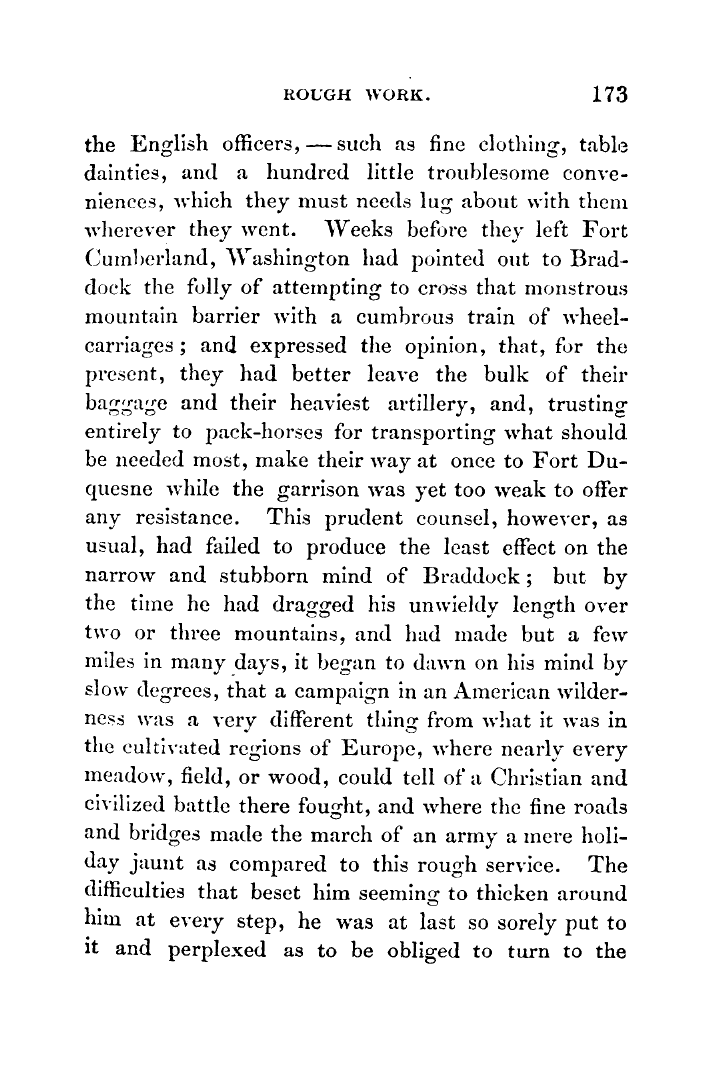 ROUGH WORK. 173
the English officers, — such as fine clothing, table
dainties, and a hundred little troublesome conve-
niences, which they must needs lug about with them
wherever they went. Weeks before they left Fort
Cumberland, Washington had pointed out to Brad-
dock the folly of attempting to cross that monstrous
mountain barrier with a cumbrous train of wheel-
carriages; and expressed the opinion, that, for the
present, they had better leave the bulk of their
baggage and their heaviest artillery, and, trusting
entirely to pack-horses for transporting what should
be needed most, make their way at once to Fort Du-
quesne while the garrison was yet too weak to offer
any resistance. This prudent counsel, however, as
usual, had failed to produce the least effect on the
narrow and stubborn mind of Braddock; but by
the time he had dragged his unwieldy length over
two or three mountains, and had made but a few
miles in many days, it began to dawn on his mind by
slow degrees, that a campaign in an American wilder-
ness was a very different thing from what it was in
the cultivated regions of Europe, where nearly every
meadow, field, or wood, could tell of a Christian and
civilized battle there fought, and where the fine roads
and bridges made the march of an army a mere holi-
day jaunt as compared to this rough service. The
difficulties that beset him seeming to thicken around
him at every step, he was at last so sorely put to
it and perplexed as to be obliged to turn to the